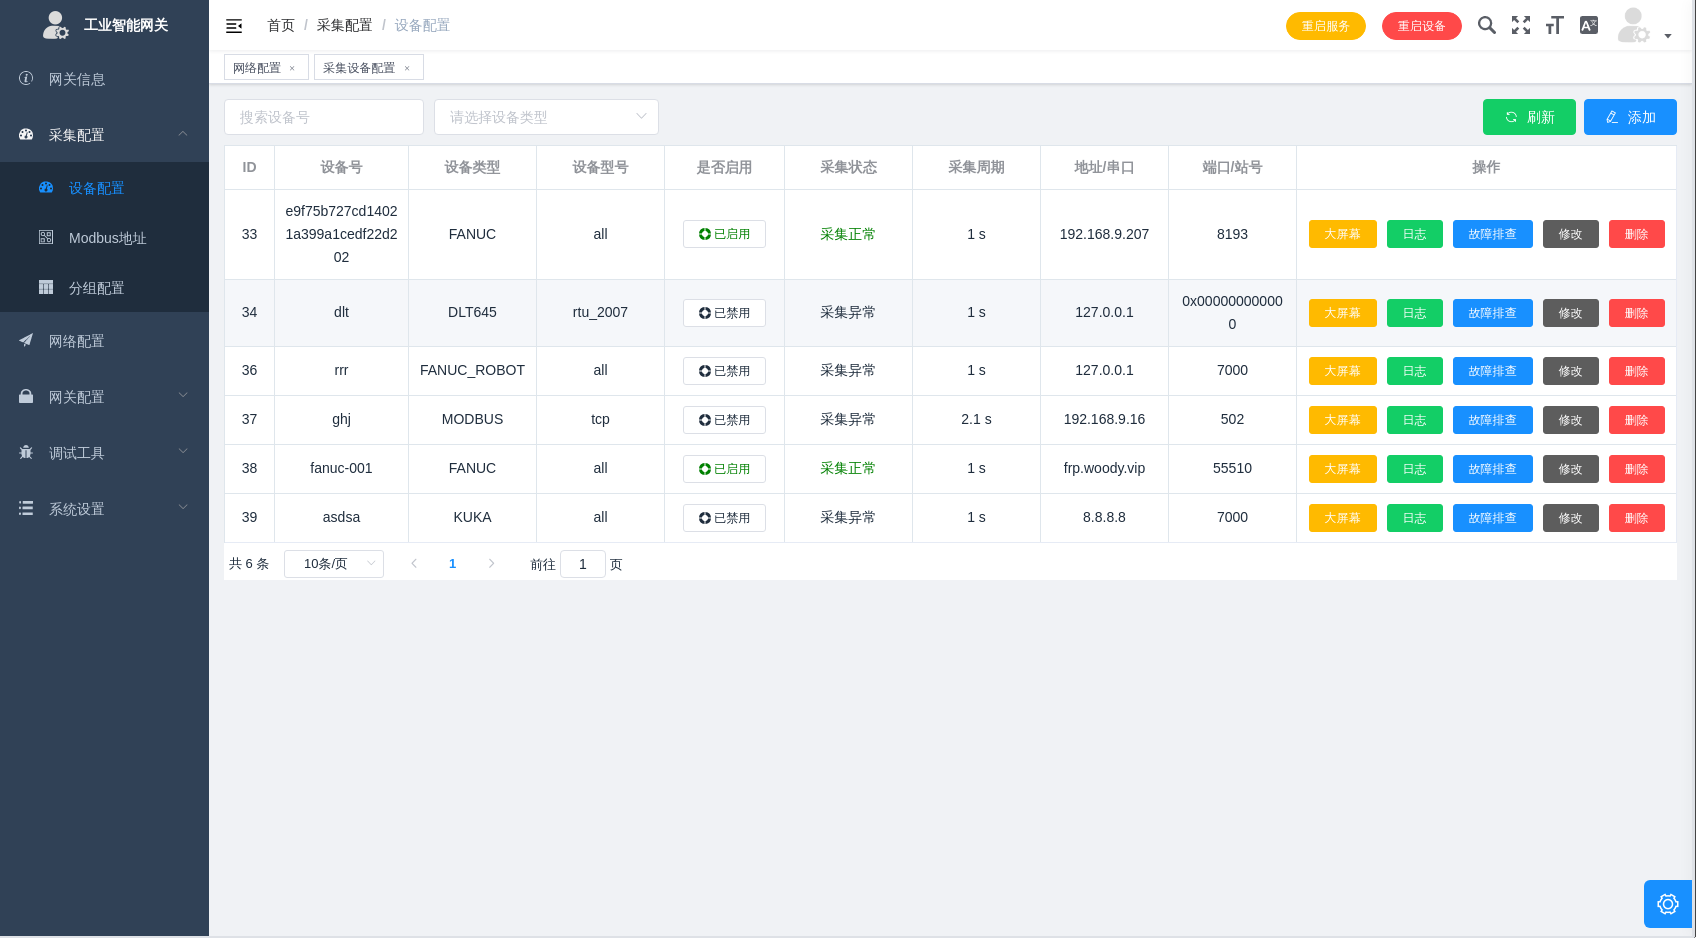 工业智能网关
网关信息
采集配置
设备配置
Modbus地址
分组配置
网络配置
网关配置
调试工具
系统设置
首页 / 采集配置 / 设备配置
重启服务 重启设备
网络配置 × 采集设备配置 ×
搜索设备号 请选择设备类型 刷新 添加
ID 设备号 设备类型 设备型号 是否启用 采集状态 采集周期 地址/串口 端口/站号 操作
33 e9f75b727cd1402 FANUC all 已启用 采集正常 1 s 192.168.9.207 8193 大屏幕 日志 故障排查 修改 删除
1a399a1cedf22d2
02
34 dlt DLT645 rtu_2007 已禁用 采集异常 1 s 127.0.0.1 0x00000000000 大屏幕 日志 故障排查 修改 删除
0
36 rrr FANUC_ROBOT all 已禁用 采集异常 1 s 127.0.0.1 7000 大屏幕 日志 故障排查 修改 删除
37 ghj MODBUS tcp 已禁用 采集异常 2.1 s 192.168.9.16 502 大屏幕 日志 故障排查 修改 删除
38 fanuc-001 FANUC all 已启用 采集正常 1 s frp.woody.vip 55510 大屏幕 日志 故障排查 修改 删除
39 asdsa KUKA all 已禁用 采集异常 1 s 8.8.8.8 7000 大屏幕 日志 故障排查 修改 删除
共 6 条 10条/页 1 前往 1 页